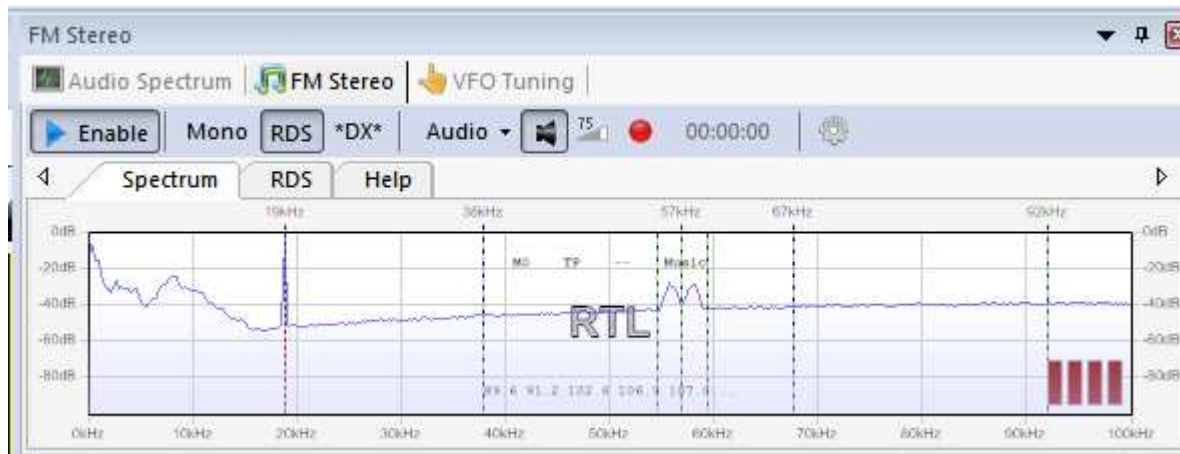 FM Stereo
Audio Spectrum FM Stereo VFO Tuning
Enable Mono RDS *DX* Audio 75 00:00:00
Spectrum RDS Help
19kHz 38kHz 57kHz 67kHz 92kHz
0dB 0dB
MO TP -- Music
-20dB -20dB
-40dB -40dB
RTL
-60dB -60dB
-80dB -80dB
91.2
0kHz 10kHz 20kHz 30kHz 40kHz 50kHz 60kHz 70kHz 80kHz 90kHz 100kHz